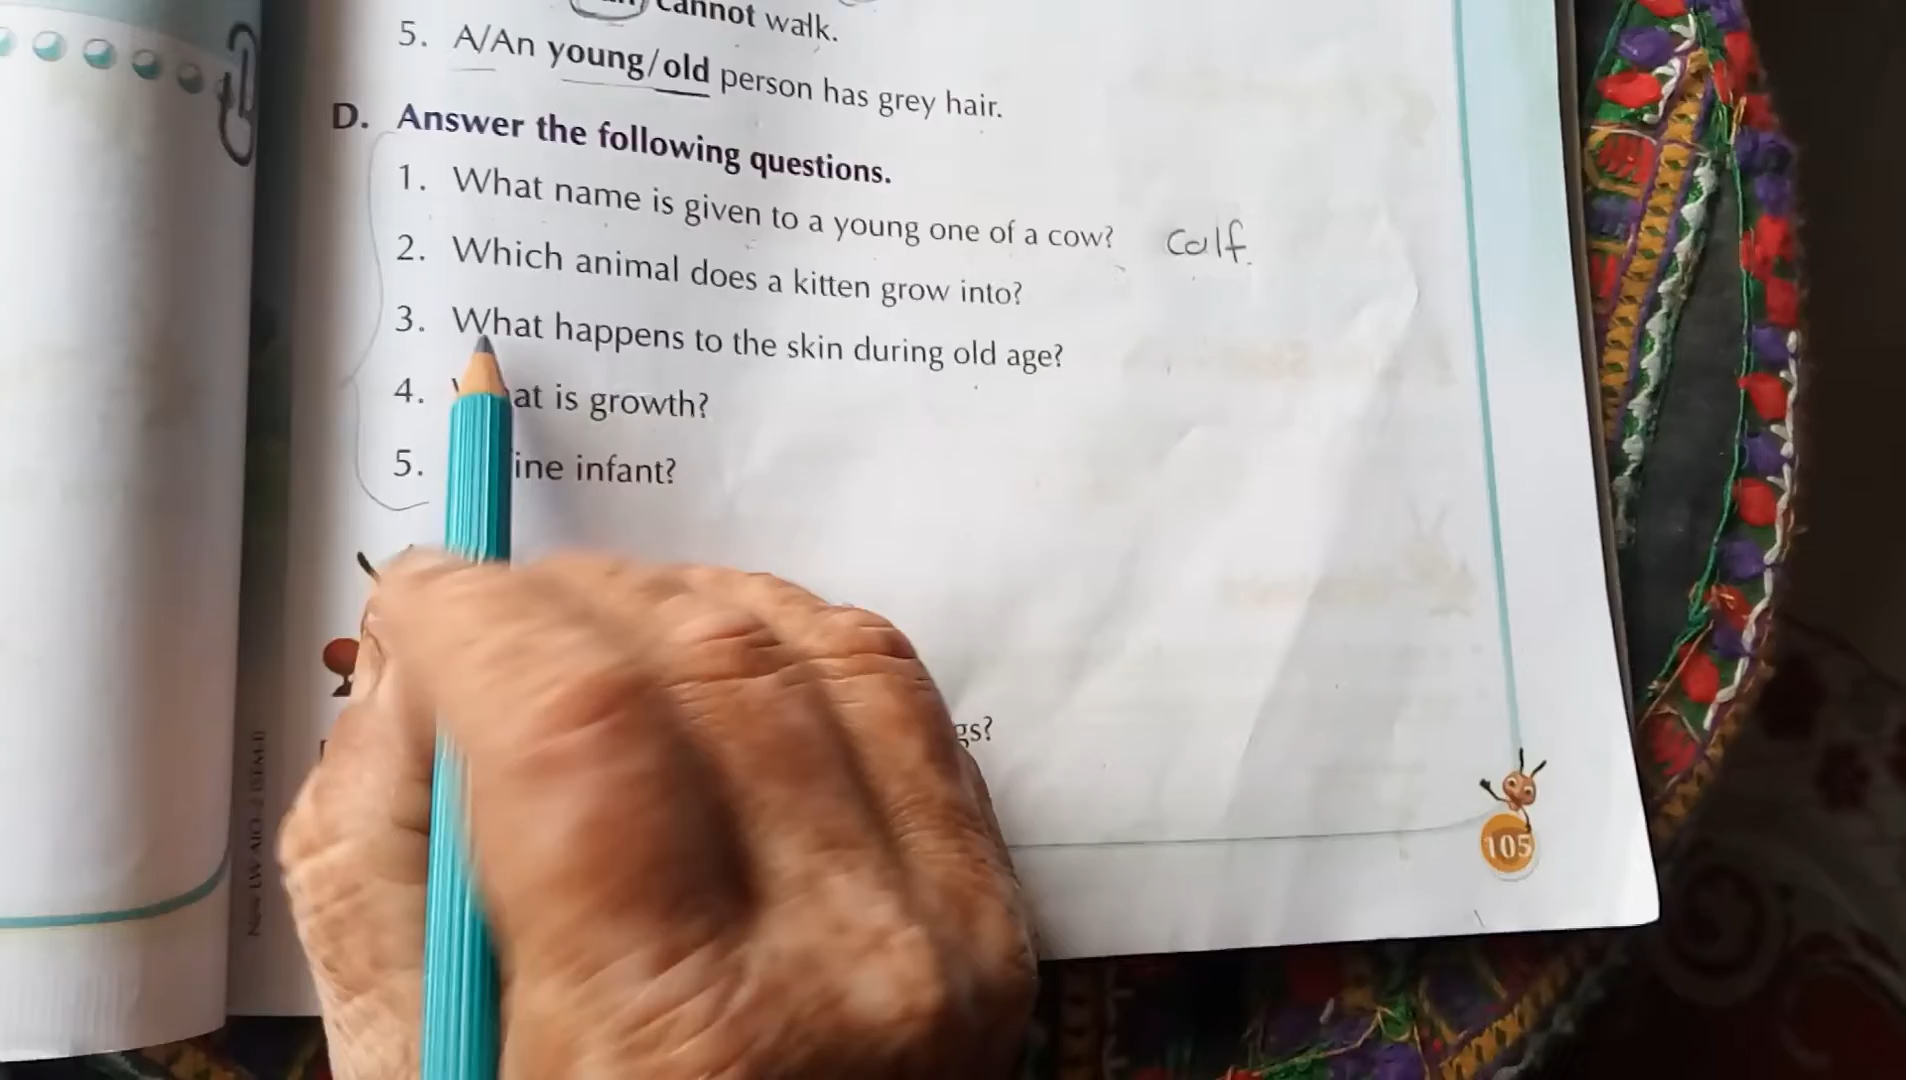 cannot walk.
5. A/An young/old person has grey hair.
D. Answer the following questions.
1. What name is given to a young one of a cow? Calf.
2. Which animal does a kitten grow into?
3. What happens to the skin during old age?
4. at is growth?
5. ine infant?
gs?
105